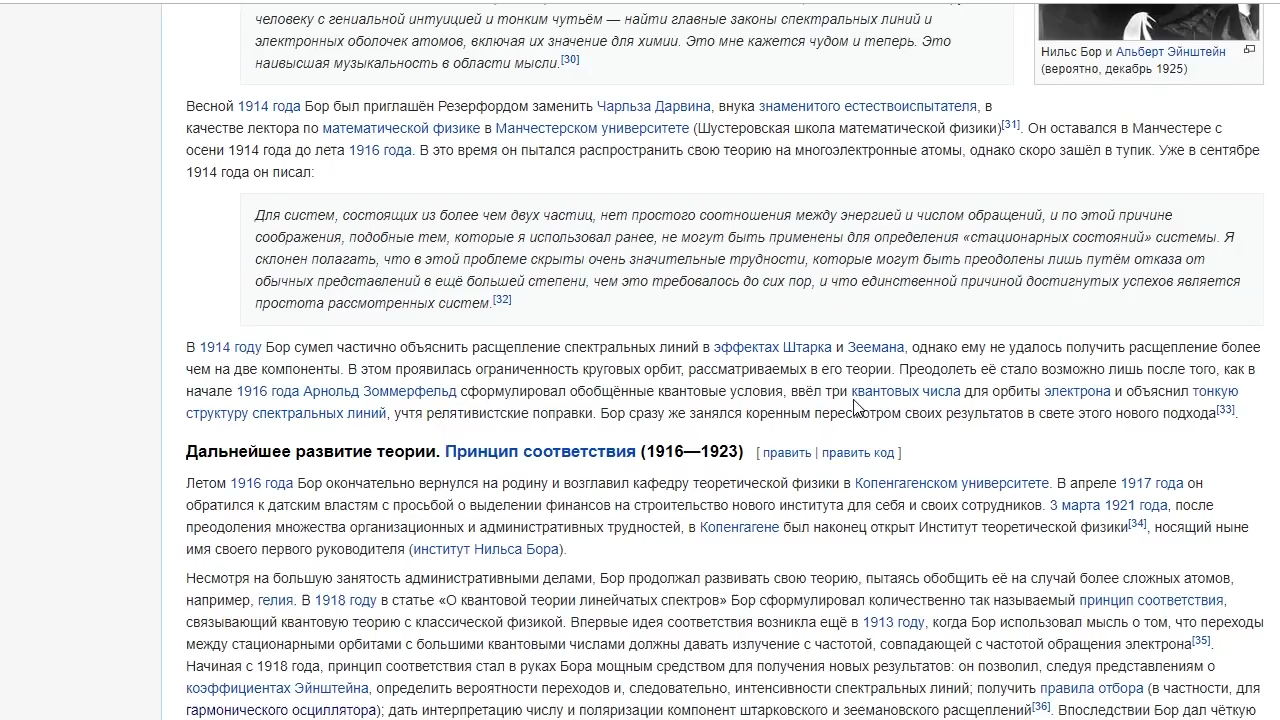 человеку с гениальной интуицией и тонким чутьём — найти главные законы спектральных линий и
электронных оболочек атомов, включая их значение для химии. Это мне кажется чудом и теперь. Это
наивысшая музыкальность в области мысли.[30]
Нильс Бор и Альберт Эйнштейн
(вероятно, декабрь 1925)
Весной 1914 года Бор был приглашён Резерфордом заменить Чарльза Дарвина, внука знаменитого естествоиспытателя, в
качестве лектора по математической физике в Манчестерском университете (Шустеровская школа математической физики)[31]. Он оставался в Манчестере с
осени 1914 года до лета 1916 года. В это время он пытался распространить свою теорию на многоэлектронные атомы, однако скоро зашёл в тупик. Уже в сентябре
1914 года он писал:
Для систем, состоящих из более чем двух частиц, нет простого соотношения между энергией и числом обращений, и по этой причине
соображения, подобные тем, которые я использовал ранее, не могут быть применены для определения «стационарных состояний» системы. Я
склонен полагать, что в этой проблеме скрыты очень значительные трудности, которые могут быть преодолены лишь путём отказа от
обычных представлений в ещё большей степени, чем это требовалось до сих пор, и что единственной причиной достигнутых успехов является
простота рассмотренных систем.[32]
В 1914 году Бор сумел частично объяснить расщепление спектральных линий в эффектах Штарка и Зеемана, однако ему не удалось получить расщепление более
чем на две компоненты. В этом проявилась ограниченность круговых орбит, рассматриваемых в его теории. Преодолеть её стало возможно лишь после того, как в
начале 1916 года Арнольд Зоммерфельд сформулировал обобщённые квантовые условия, ввёл три квантовых числа для орбиты электрона и объяснил тонкую
структуру спектральных линий, учтя релятивистские поправки. Бор сразу же занялся коренным пересмотром своих результатов в свете этого нового подхода[33].
Дальнейшее развитие теории. Принцип соответствия (1916—1923) [ править | править код ]
Летом 1916 года Бор окончательно вернулся на родину и возглавил кафедру теоретической физики в Копенгагенском университете. В апреле 1917 года он
обратился к датским властям с просьбой о выделении финансов на строительство нового института для себя и своих сотрудников. 3 марта 1921 года, после
преодоления множества организационных и административных трудностей, в Копенгагене был наконец открыт Институт теоретической физики[34], носящий ныне
имя своего первого руководителя (институт Нильса Бора).
Несмотря на большую занятость административными делами, Бор продолжал развивать свою теорию, пытаясь обобщить её на случай более сложных атомов,
например, гелия. В 1918 году в статье «О квантовой теории линейчатых спектров» Бор сформулировал количественно так называемый принцип соответствия,
связывающий квантовую теорию с классической физикой. Впервые идея соответствия возникла ещё в 1913 году, когда Бор использовал мысль о том, что переходы
между стационарными орбитами с большими квантовыми числами должны давать излучение с частотой, совпадающей с частотой обращения электрона[35].
Начиная с 1918 года, принцип соответствия стал в руках Бора мощным средством для получения новых результатов: он позволил, следуя представлениям о
коэффициентах Эйнштейна, определить вероятности переходов и, следовательно, интенсивности спектральных линий; получить правила отбора (в частности, для
гармонического осциллятора); дать интерпретацию числу и поляризации компонент штарковского и зеемановского расщеплений[36]. Впоследствии Бор дал чёткую